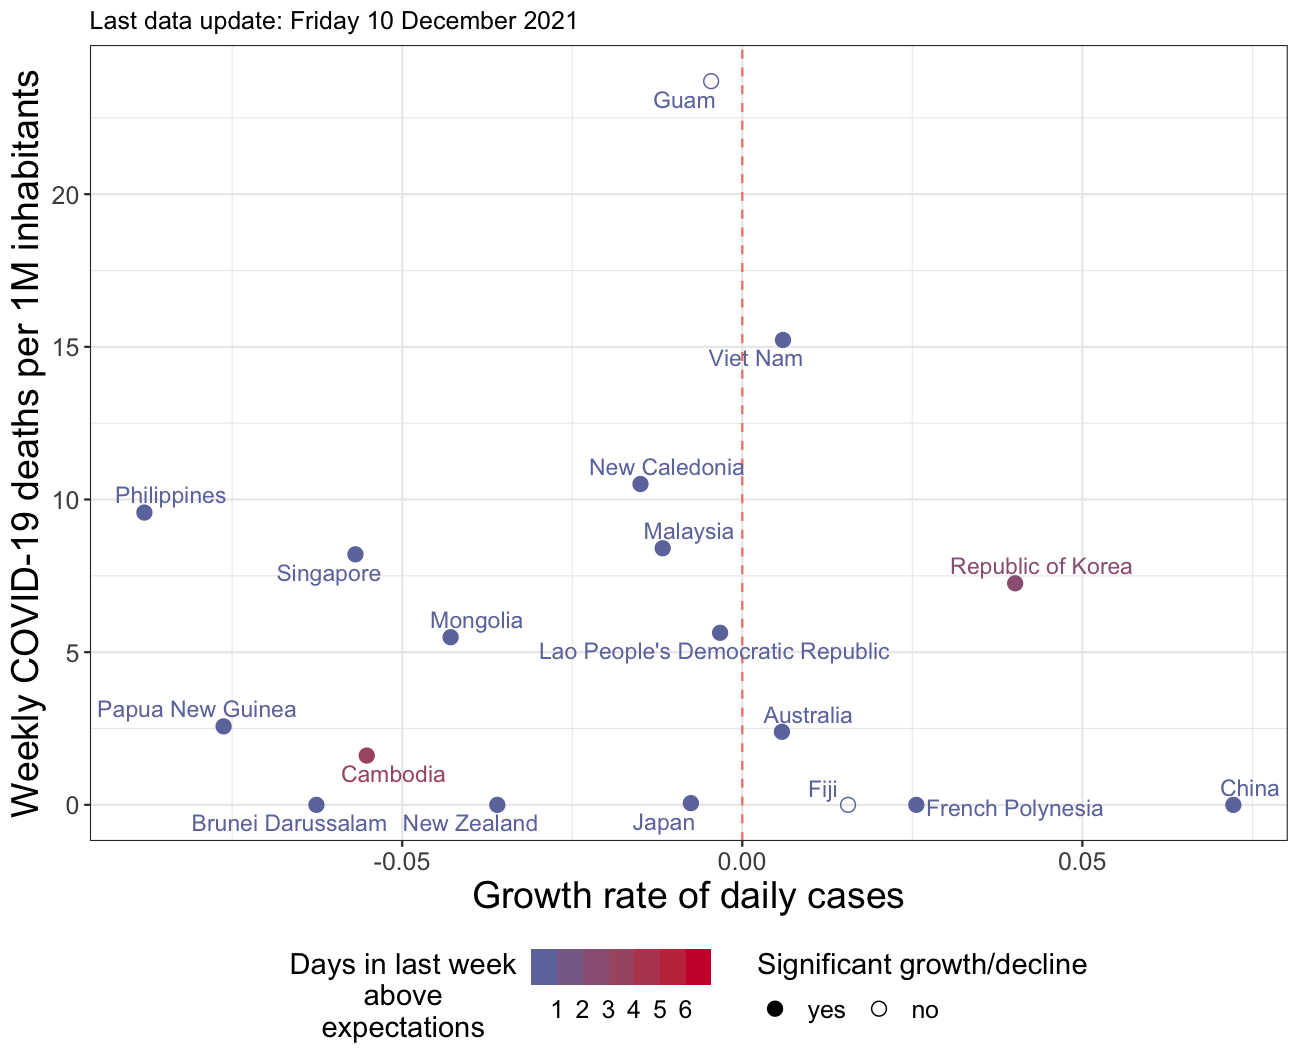 Last data update: Friday 10 December 2021
Weekly COVID-19 deaths per 1M inhabitants
Guam
20
15
Viet Nam
New Caledonia
10
Philippines
Malaysia
Singapore
Republic of Korea
Mongolia
5
Lao People's Democratic Republic
Papua New Guinea
Australia
Cambodia
Fiji
China
0
French Polynesia
Brunei Darussalam
New Zealand
Japan
-0.05
0.00
0.05
Growth rate of daily cases
Days in last week
above
expectations
1 2 3 4 5 6
Significant growth/decline
yes
no